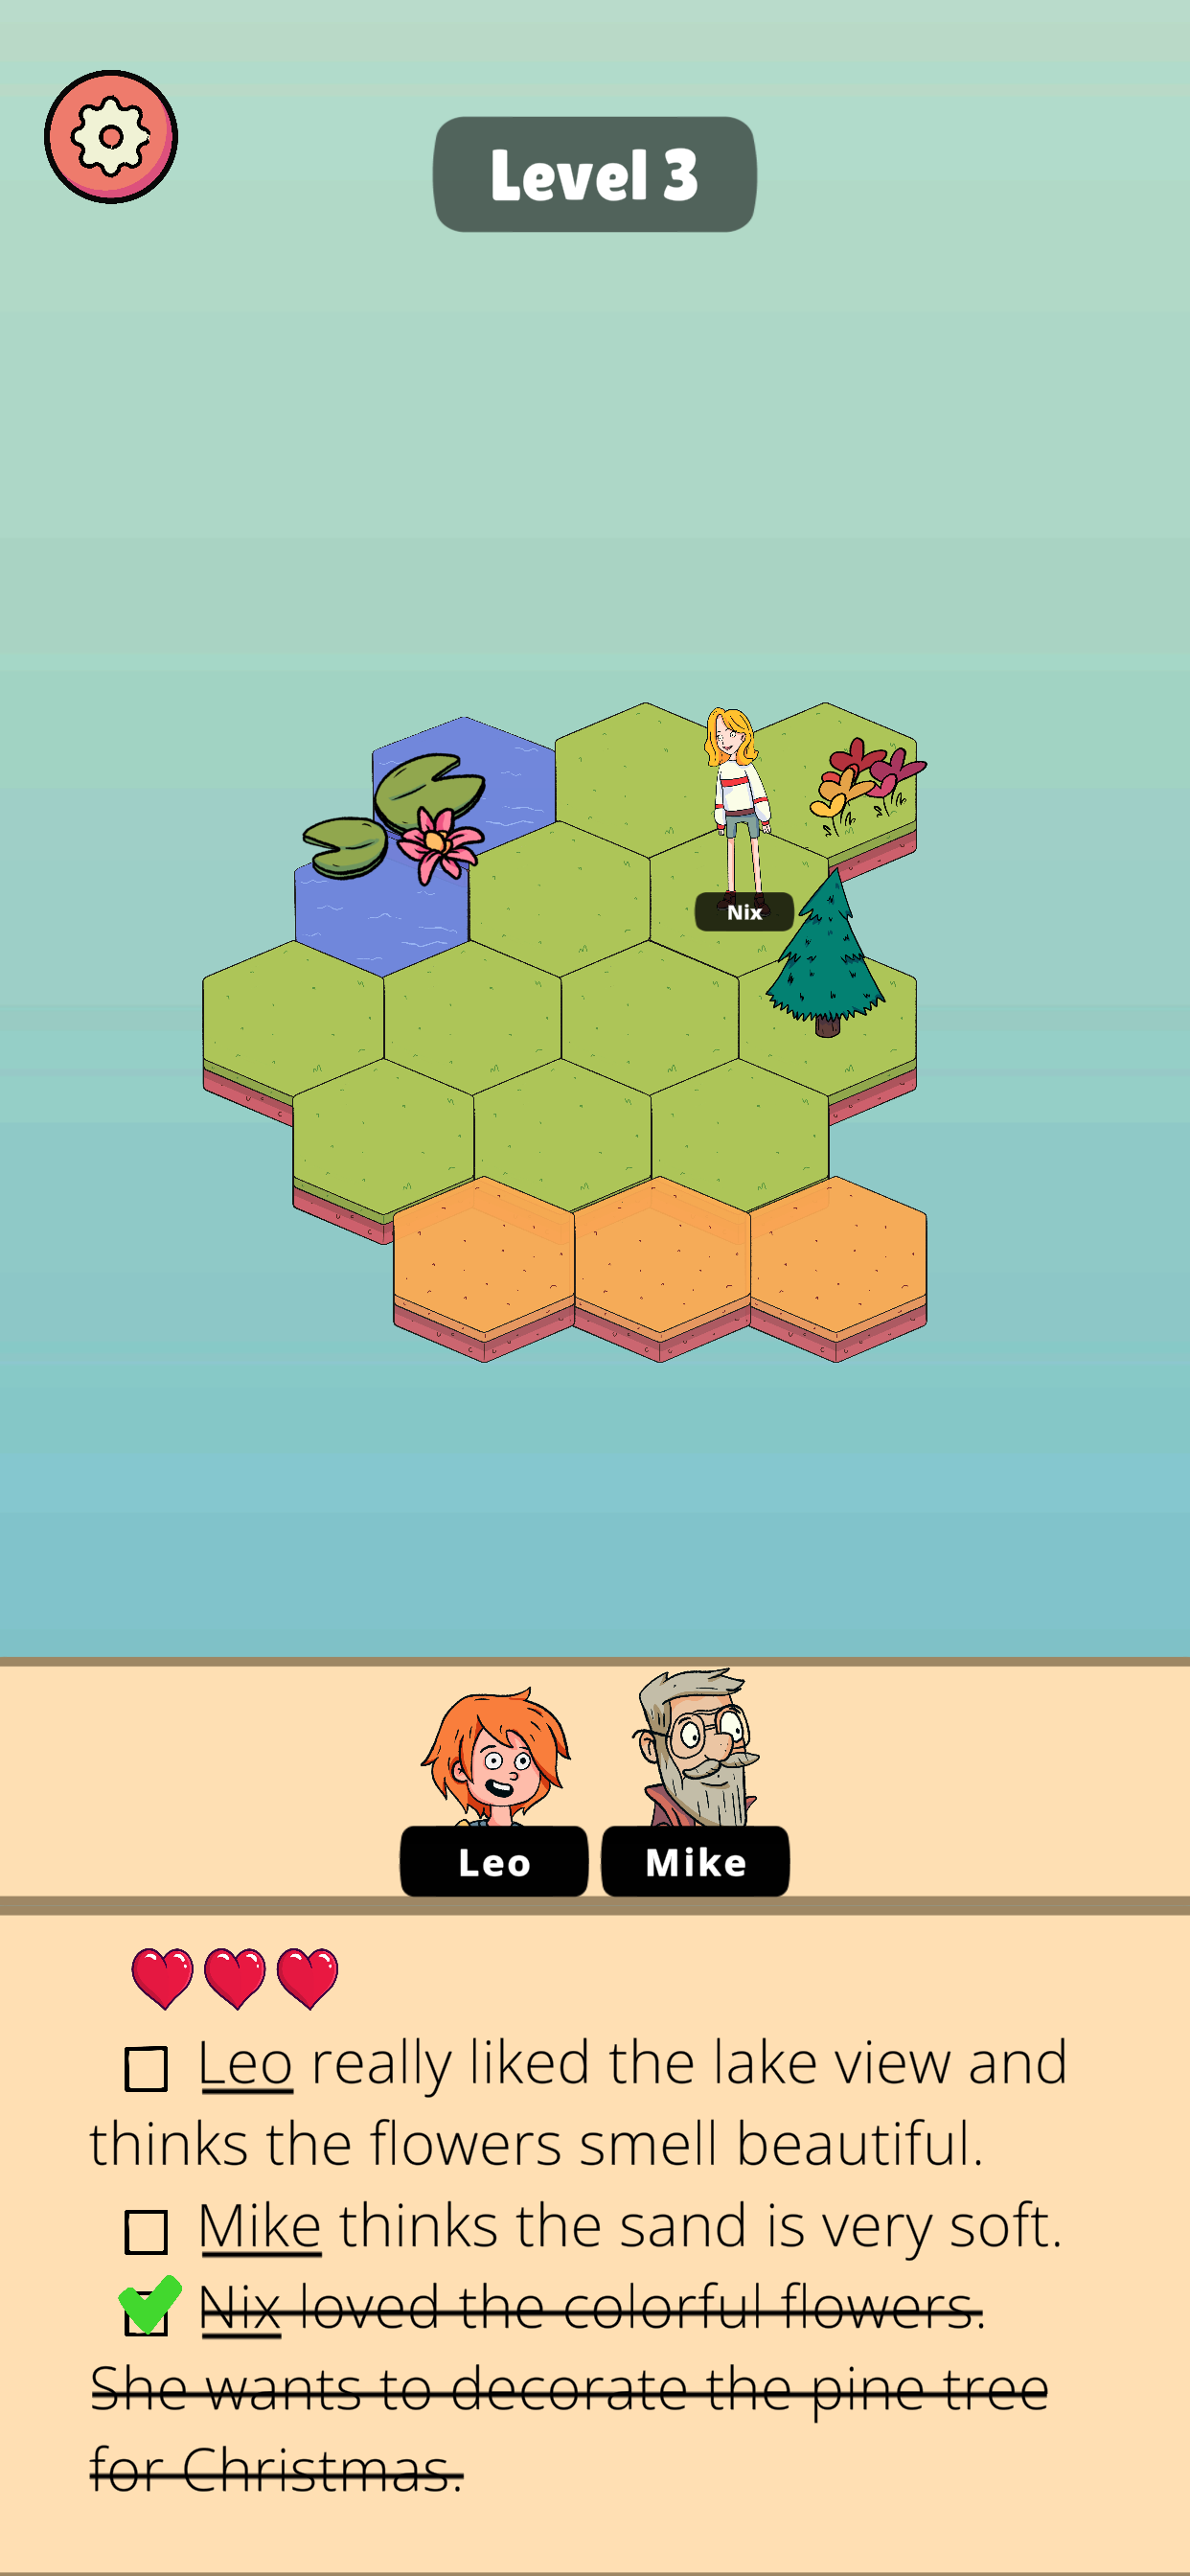 Level 3
Nix
Leo
Mike
Leo really liked the lake view and
thinks the flowers smell beautiful.
Mike thinks the sand is very soft.
Nix loved the colorful flowers.
She wants to decorate the pine tree
for Christmas.